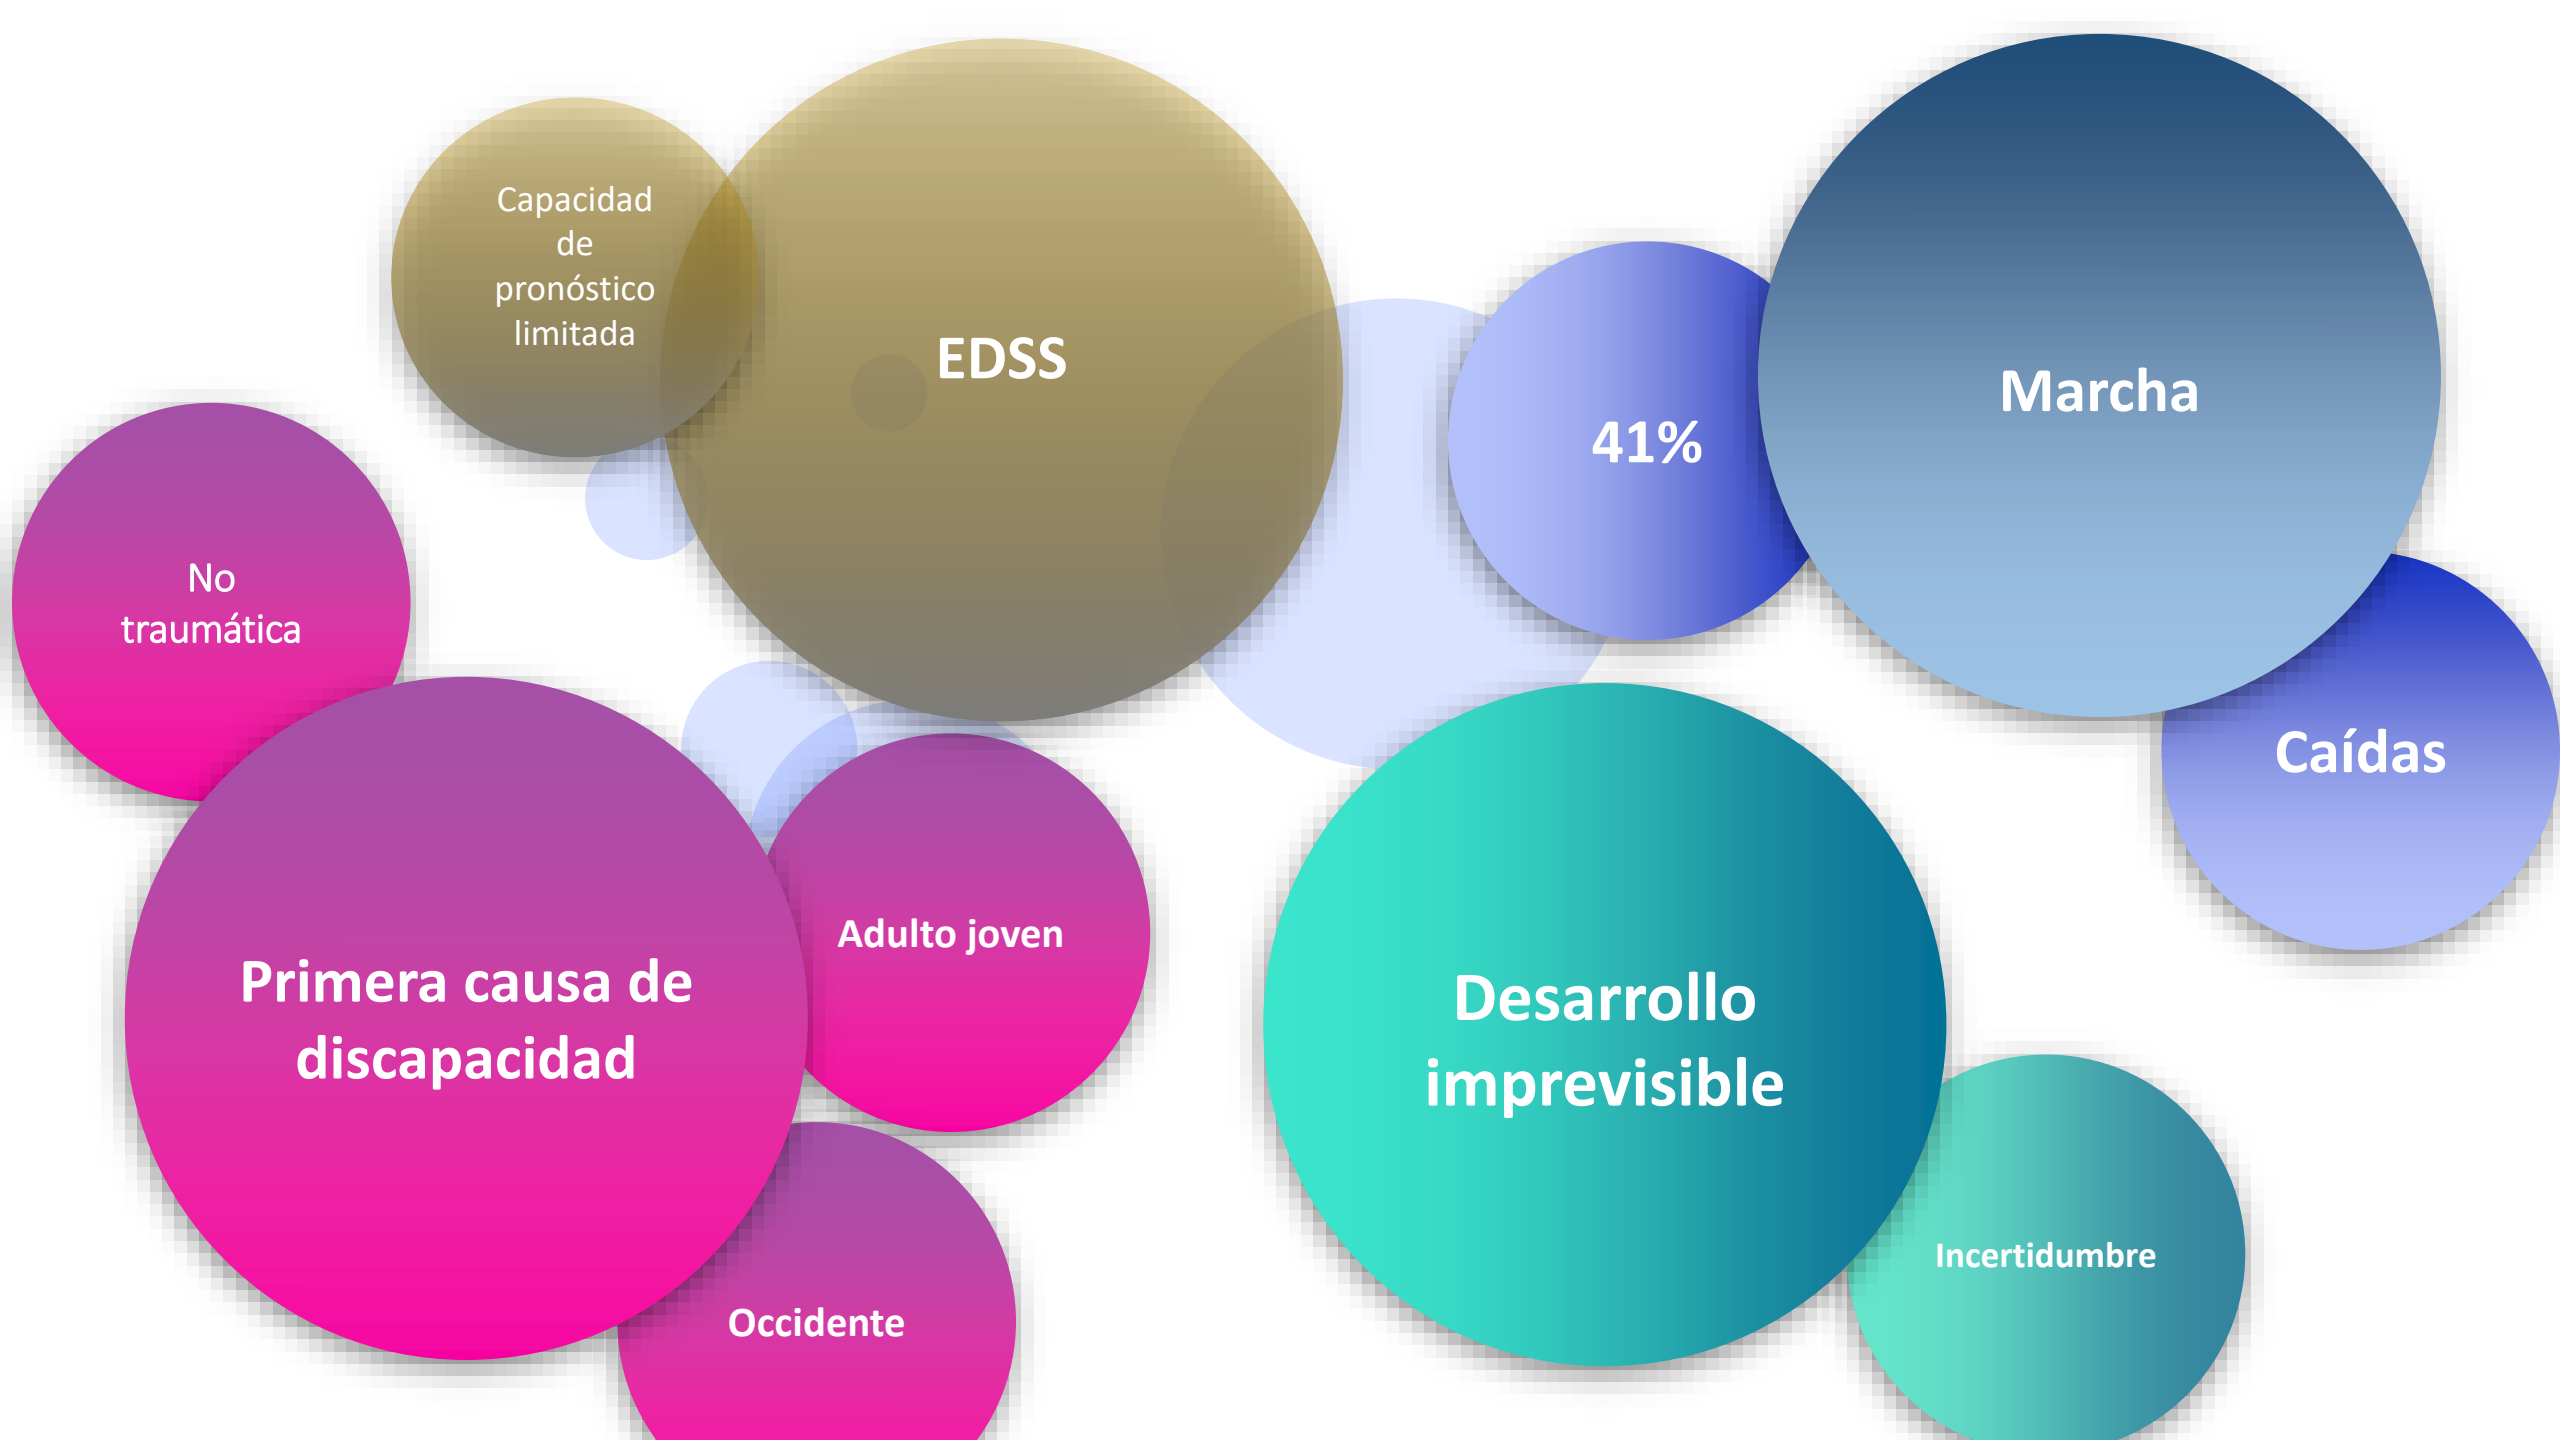 Capacidad
de
pronóstico
limitada
EDSS
41%
Marcha
No
traumática
Caídas
Primera causa de
discapacidad
Adulto joven
Desarrollo
imprevisible
Occidente
Incertidumbre